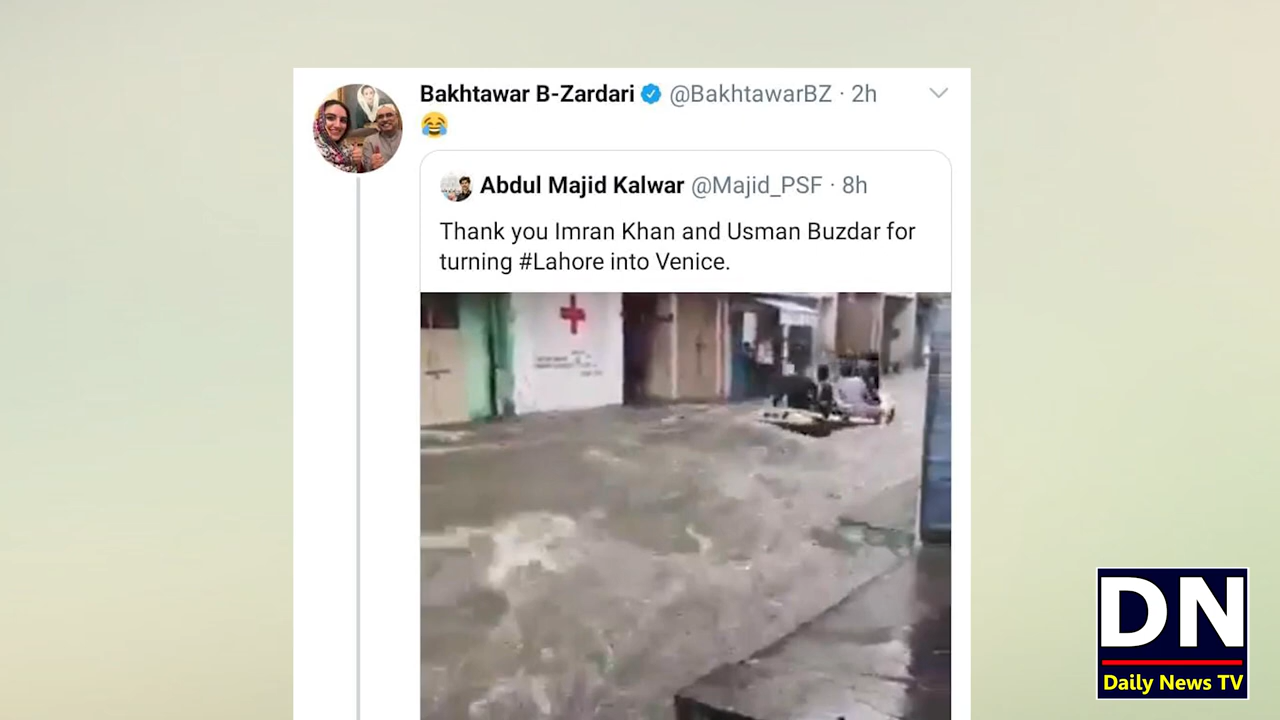 Bakhtawar B-Zardari @BakhtawarBZ · 2h
😂
Abdul Majid Kalwar @Majid_PSF · 8h
Thank you Imran Khan and Usman Buzdar for
turning #Lahore into Venice.
DN
Daily News TV